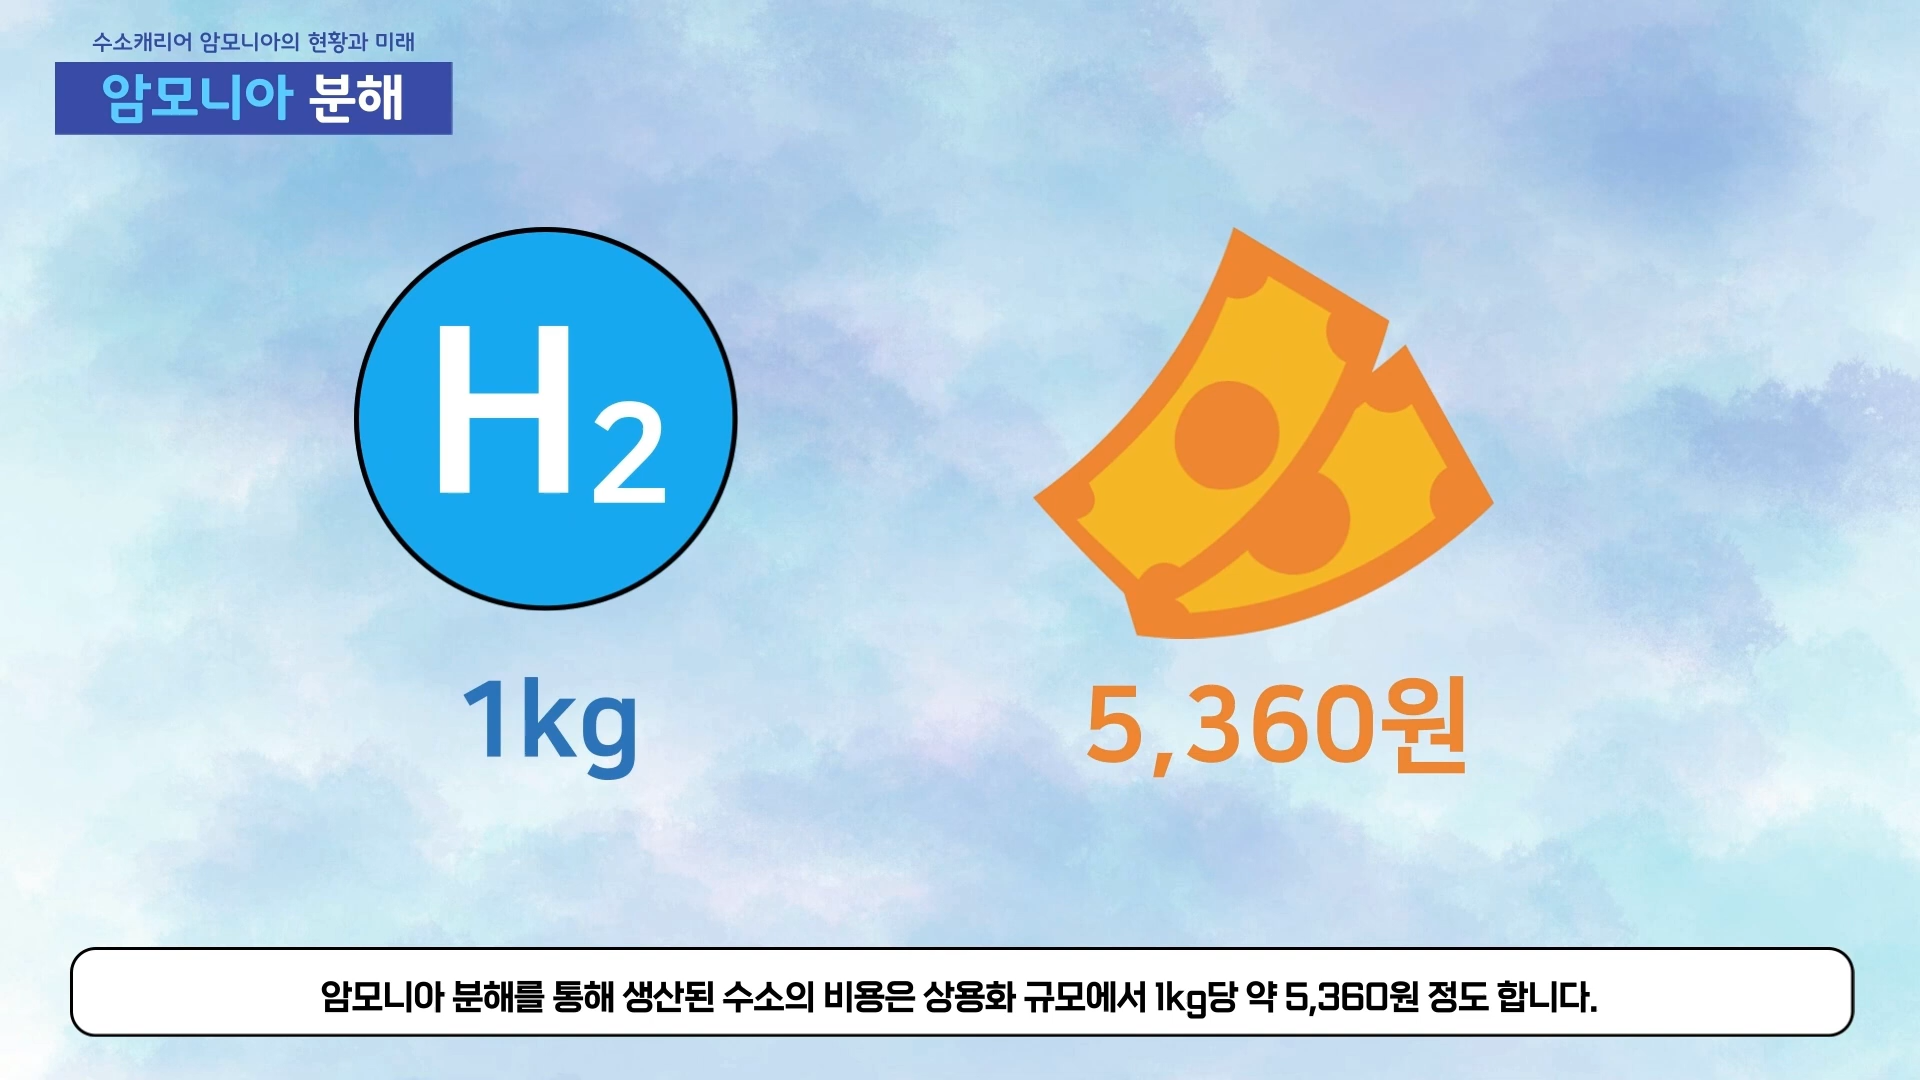 수소캐리어 암모니아의 현황과 미래
암모니아 분해
H2
1kg
5,360원
암모니아 분해를 통해 생산된 수소의 비용은 상용화 규모에서 1kg당 약 5,360원 정도 합니다.